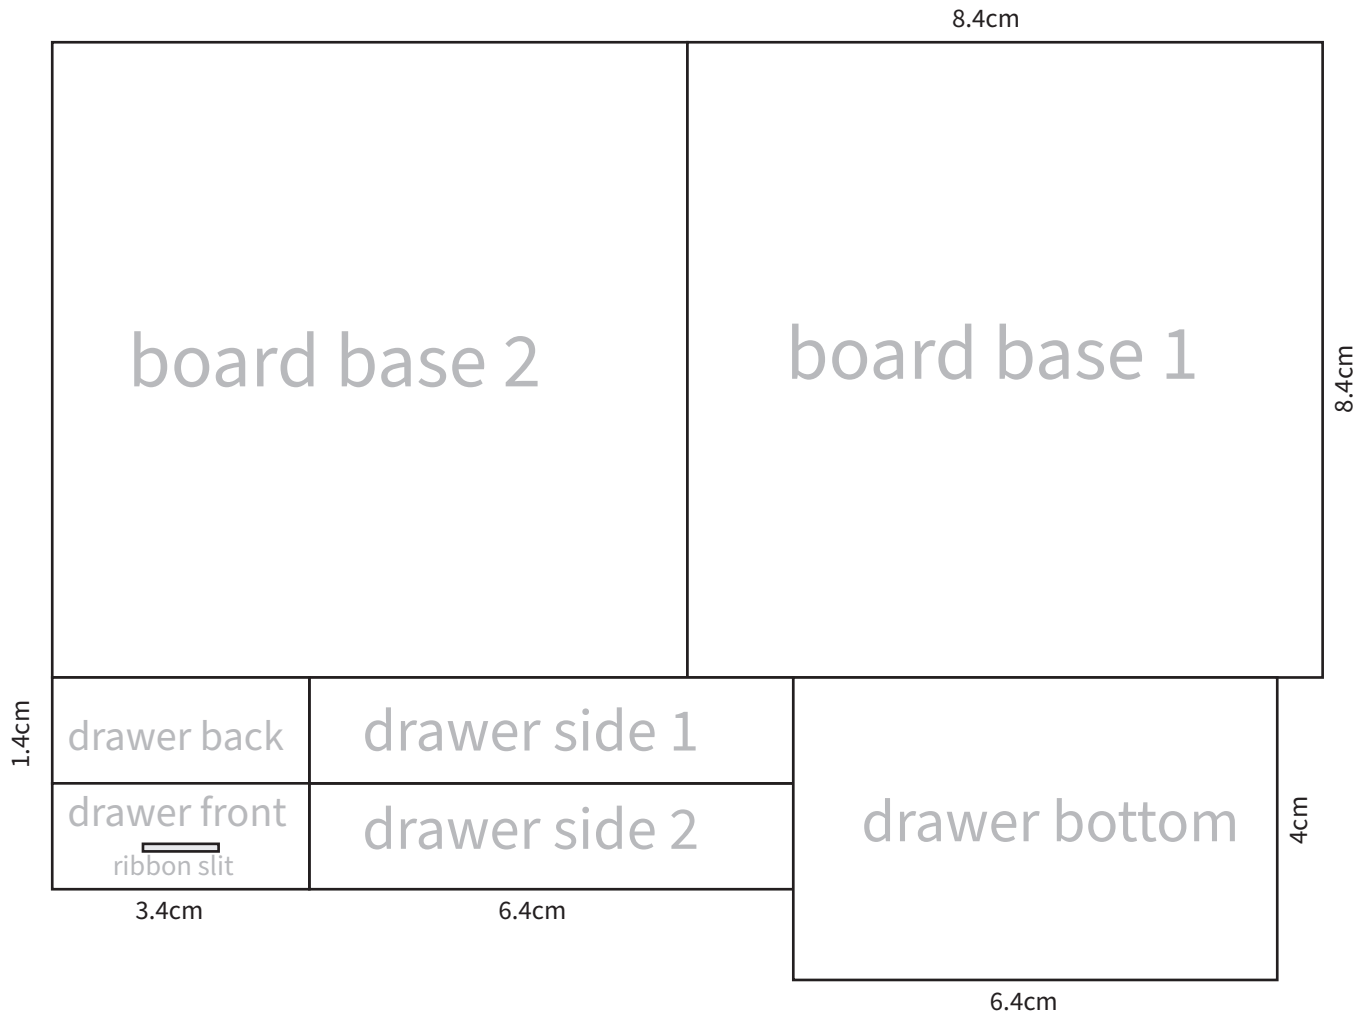 8.4cm
board base 2
board base 1
8.4cm
1.4cm
drawer back
drawer side 1
drawer front
ribbon slit
drawer side 2
drawer bottom
4cm
3.4cm
6.4cm
6.4cm